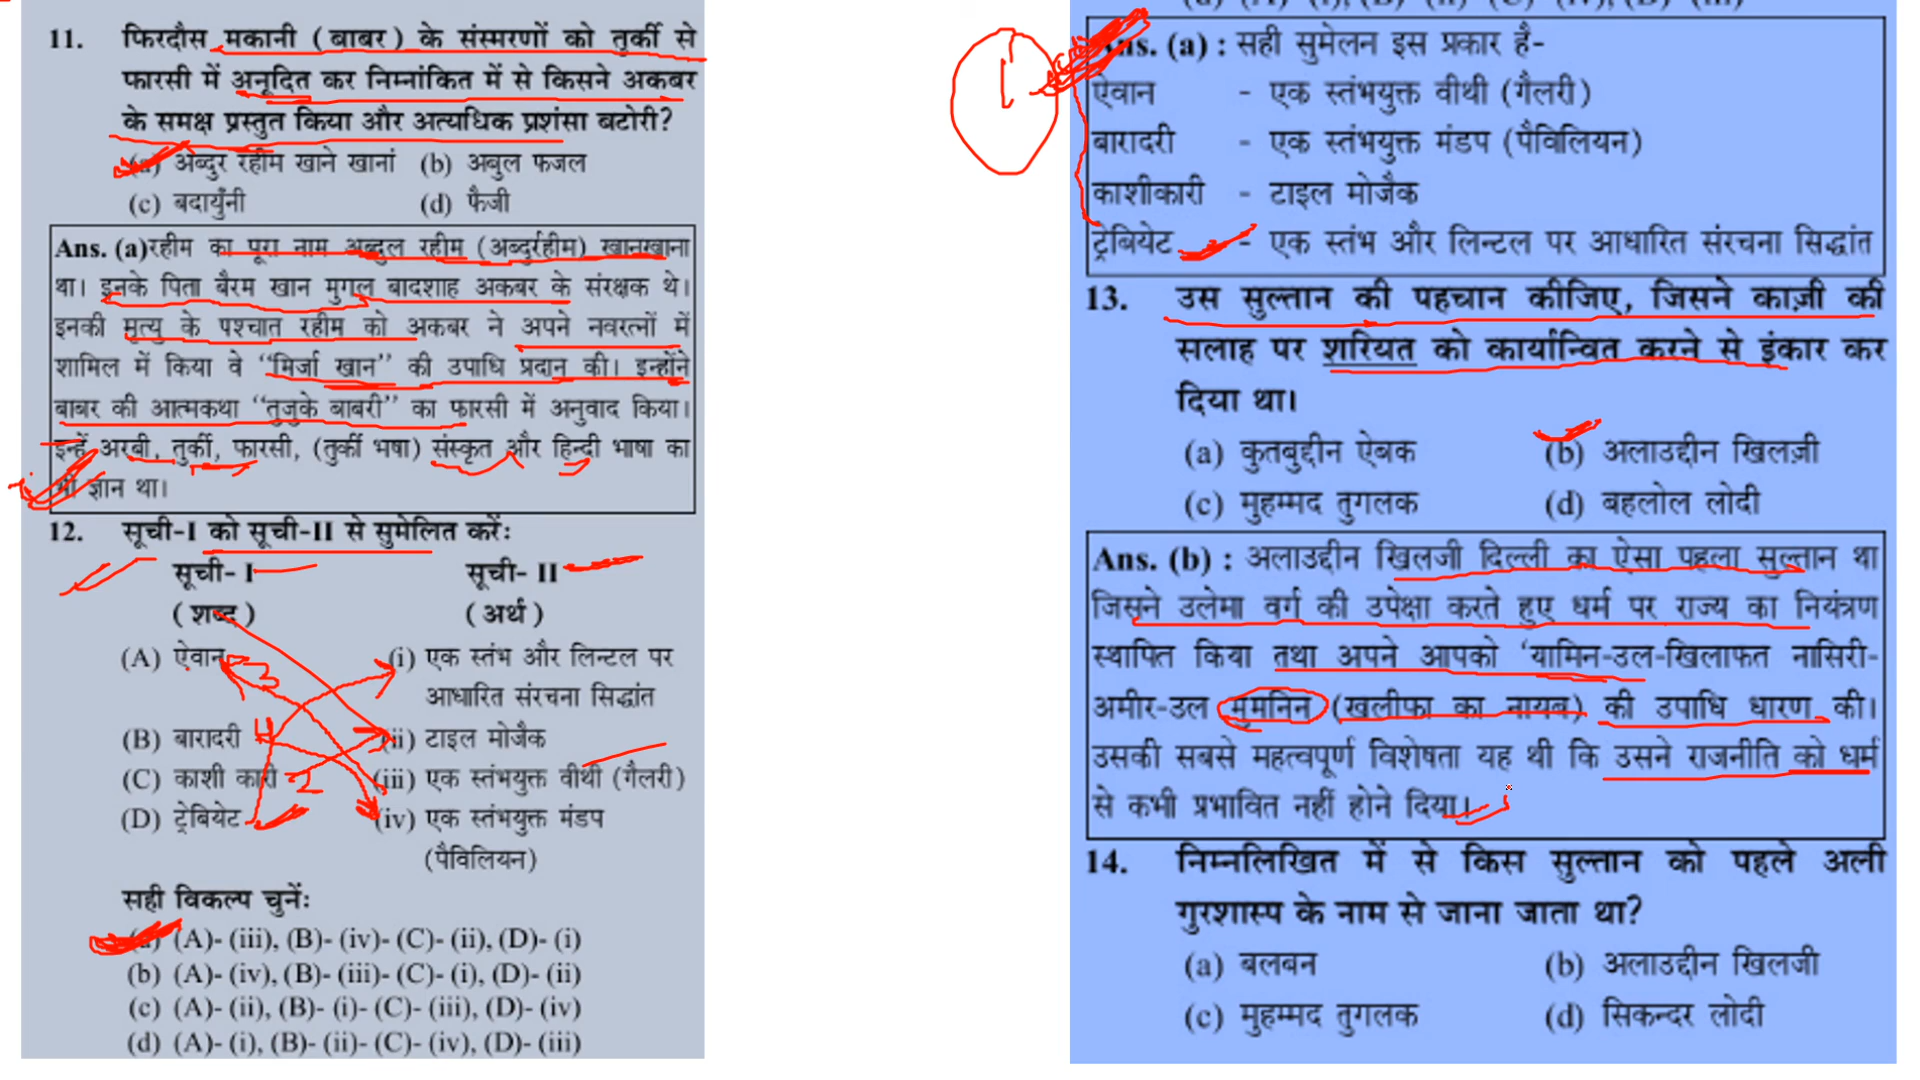 11. फिरदौस मकानी (बाबर) के संस्मरणों को तुर्की से
फारसी में अनूदित कर निम्नांकित में से किसने अकबर
के समक्ष प्रस्तुत किया और अत्यधिक प्रशंसा बटोरी?
(a) अब्दुर रहीम खाने खानां (b) अबुल फजल
(c) बदायुँनी (d) फैजी
Ans. (a)रहीम का पूरा नाम अब्दुल रहीम (अब्दुर्रहीम) खानखाना
था। इनके पिता बैरम खान मुगल बादशाह अकबर के संरक्षक थे।
इनकी मृत्यु के पश्चात रहीम को अकबर ने अपने नवरत्नों में
शामिल में किया वे “मिर्जा खान” की उपाधि प्रदान की। इन्होंने
बाबर की आत्मकथा “तुजुके बाबरी” का फारसी में अनुवाद किया।
इन्हें अरबी, तुर्की, फारसी, (तुर्की भषा) संस्कृत और हिन्दी भाषा का
भी ज्ञान था।
12. सूची-I को सूची-II से सुमेलित करें:
सूची- I सूची- II
(शब्द) (अर्थ)
(A) ऐवान (i) एक स्तंभ और लिन्टल पर
आधारित संरचना सिद्धांत
(B) बारादरी (ii) टाइल मोजैक
(C) काशी कारी (iii) एक स्तंभयुक्त वीथी (गैलरी)
(D) ट्रेबियेट (iv) एक स्तंभयुक्त मंडप
(पैविलियन)
सही विकल्प चुनें:
(a) (A)- (iii), (B)- (iv)- (C)- (ii), (D)- (i)
(b) (A)- (iv), (B)- (iii)- (C)- (i), (D)- (ii)
(c) (A)- (ii), (B)- (i)- (C)- (iii), (D)- (iv)
(d) (A)- (i), (B)- (ii)- (C)- (iv), (D)- (iii)
Ans. (a) : सही सुमेलन इस प्रकार है-
ऐवान - एक स्तंभयुक्त वीथी (गैलरी)
बारादरी - एक स्तंभयुक्त मंडप (पैविलियन)
काशीकारी - टाइल मोजैक
ट्रेबियेट - एक स्तंभ और लिन्टल पर आधारित संरचना सिद्धांत
13. उस सुल्तान की पहचान कीजिए, जिसने काज़ी की
सलाह पर शरियत को कार्यान्वित करने से इंकार कर
दिया था।
(a) कुतबुद्दीन ऐबक (b) अलाउद्दीन खिलज़ी
(c) मुहम्मद तुगलक (d) बहलोल लोदी
Ans. (b) : अलाउद्दीन खिलजी दिल्ली का ऐसा पहला सुल्तान था
जिसने उलेमा वर्ग की उपेक्षा करते हुए धर्म पर राज्य का नियंत्रण
स्थापित किया तथा अपने आपको ‘यामिन-उल-खिलाफत नासिरी-
अमीर-उल मुमनिन (खलीफा का नायब) की उपाधि धारण की।
उसकी सबसे महत्वपूर्ण विशेषता यह थी कि उसने राजनीति को धर्म
से कभी प्रभावित नहीं होने दिया।
14. निम्नलिखित में से किस सुल्तान को पहले अली
गुरशास्प के नाम से जाना जाता था?
(a) बलबन (b) अलाउद्दीन खिलजी
(c) मुहम्मद तुगलक (d) सिकन्दर लोदी